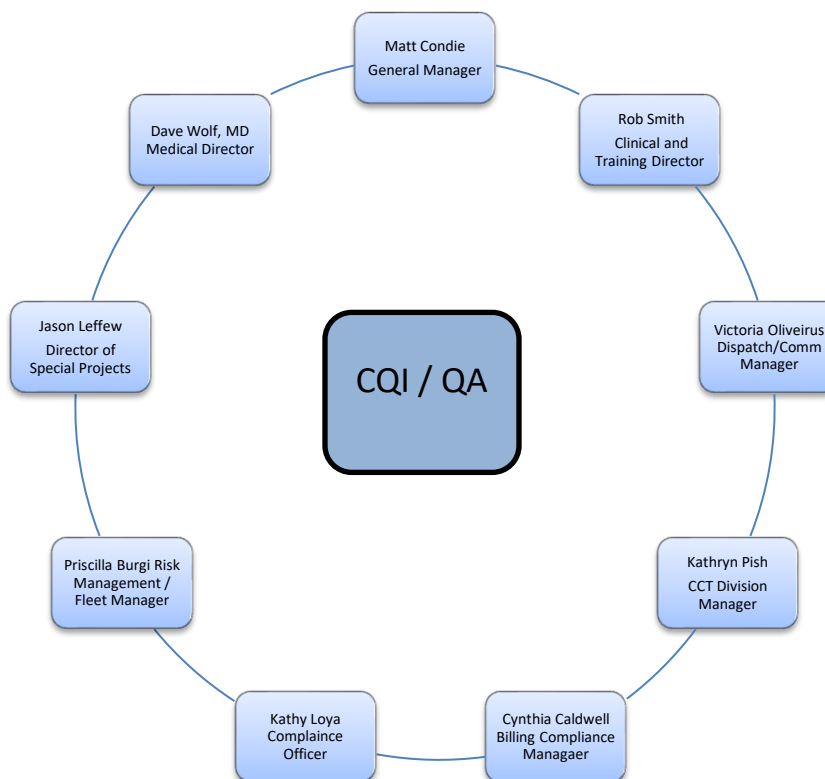 Matt Condie
General Manager
Rob Smith
Clinical and
Training Director
Victoria Oliveirus
Dispatch/Comm
Manager
Kathryn Pish
CCT Division
Manager
Cynthia Caldwell
Billing Compliance
Managaer
Kathy Loya
Complaince
Officer
Priscilla Burgi Risk
Management /
Fleet Manager
Jason Leffew
Director of
Special Projects
Dave Wolf, MD
Medical Director
CQI / QA